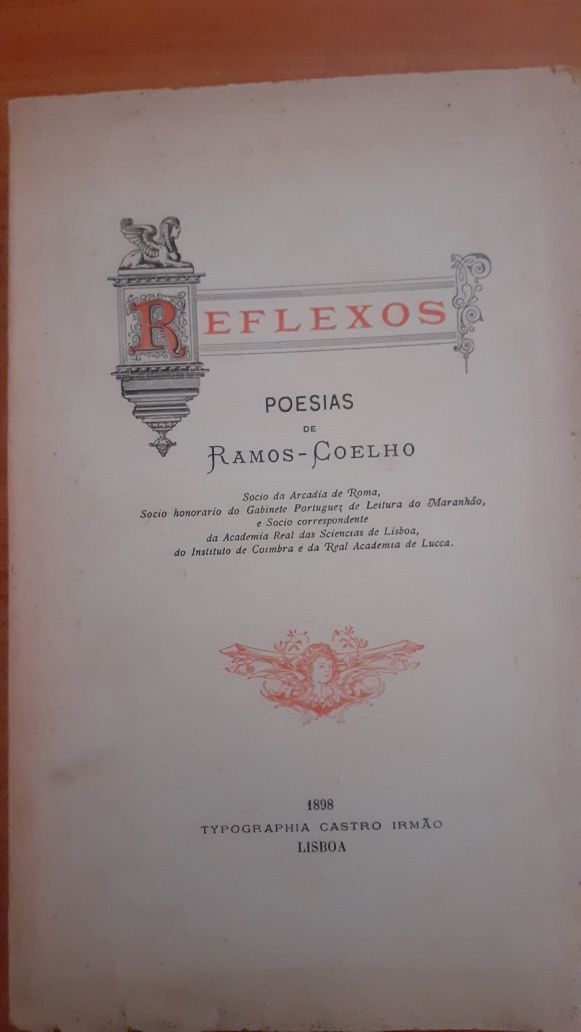 REFLEXOS
POESIAS
DE
RAMOS-COELHO
Socio da Arcadia de Roma,
Socio honorario do Gabinete Portuguez de Leitura do Maranhão,
e Socio correspondente
da Academia Real das Sciencias de Lisboa,
do Instituto de Coimbra e da Real Academia de Lucca.
1898
TYPOGRAPHIA CASTRO IRMÃO
LISBOA